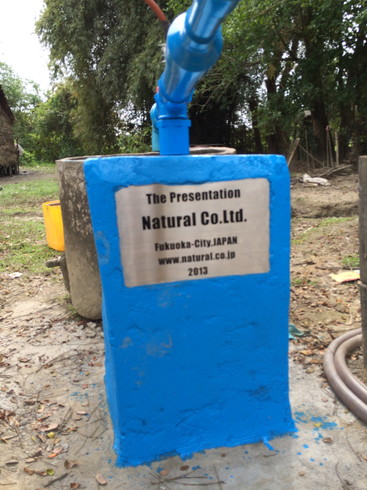 The Presentation
Natural Co.Ltd.
Fukuoka-City.JAPAN
www.natural.co.jp
2013